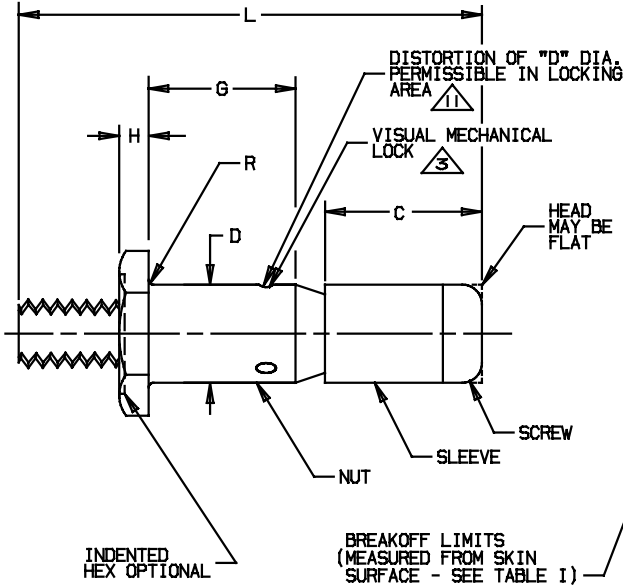 L
DISTORTION OF "D" DIA.
PERMISSIBLE IN LOCKING
AREA 11
G
VISUAL MECHANICAL
LOCK 3
H
R
C
HEAD
MAY BE
FLAT
D
SCREW
SLEEVE
NUT
INDENTED
HEX OPTIONAL
BREAKOFF LIMITS
(MEASURED FROM SKIN
SURFACE - SEE TABLE I)